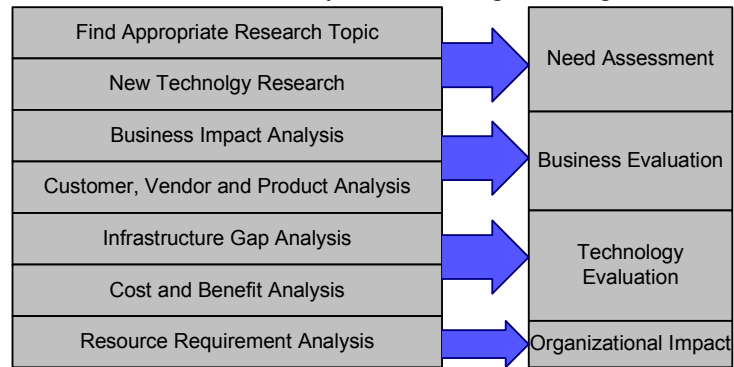 Find Appropriate Research Topic
New Technolgy Research
Business Impact Analysis
Customer, Vendor and Product Analysis
Infrastructure Gap Analysis
Cost and Benefit Analysis
Resource Requirement Analysis
Need Assessment
Business Evaluation
Technology
Evaluation
Organizational Impact